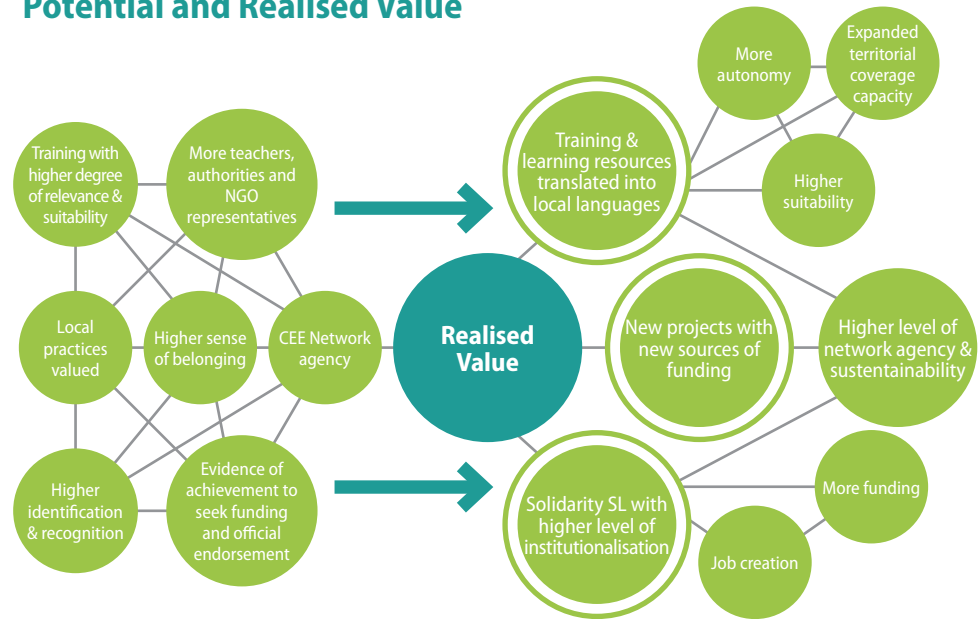 Potential and Realised Value
Training with
higher degree
of relevance &
suitability
More teachers,
authorities and
NGO
representatives
Local
practices
valued
Higher sense
of belonging
CEE Network
agency
Higher
identification
& recognition
Evidence of
achievement to
seek funding
and official
endorsement
Realised
Value
Training &
learning resources
translated into
local languages
More
autonomy
Expanded
territorial
coverage
capacity
Higher
suitability
New projects with
new sources of
funding
Higher level of
network agency &
sustentainability
Solidarity SL with
higher level of
institutionalisation
More funding
Job creation